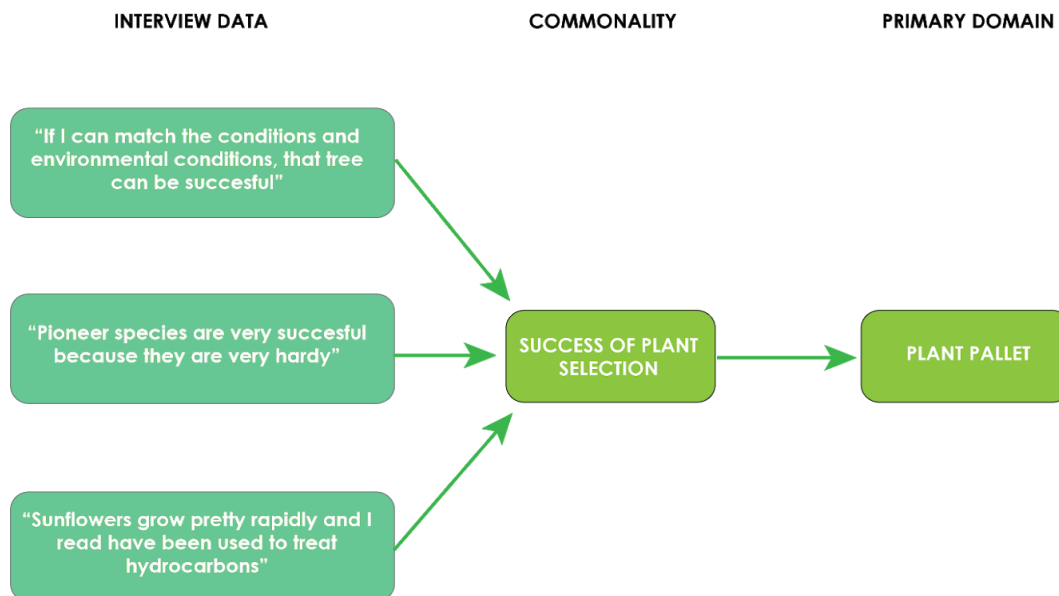 INTERVIEW DATA
COMMONALITY
PRIMARY DOMAIN
“If I can match the conditions and
environmental conditions, that tree
can be succesful”
“Pioneer species are very succesful
because they are very hardy”
“Sunflowers grow pretty rapidly and I
read have been used to treat
hydrocarbons”
SUCCESS OF PLANT
SELECTION
PLANT PALLET